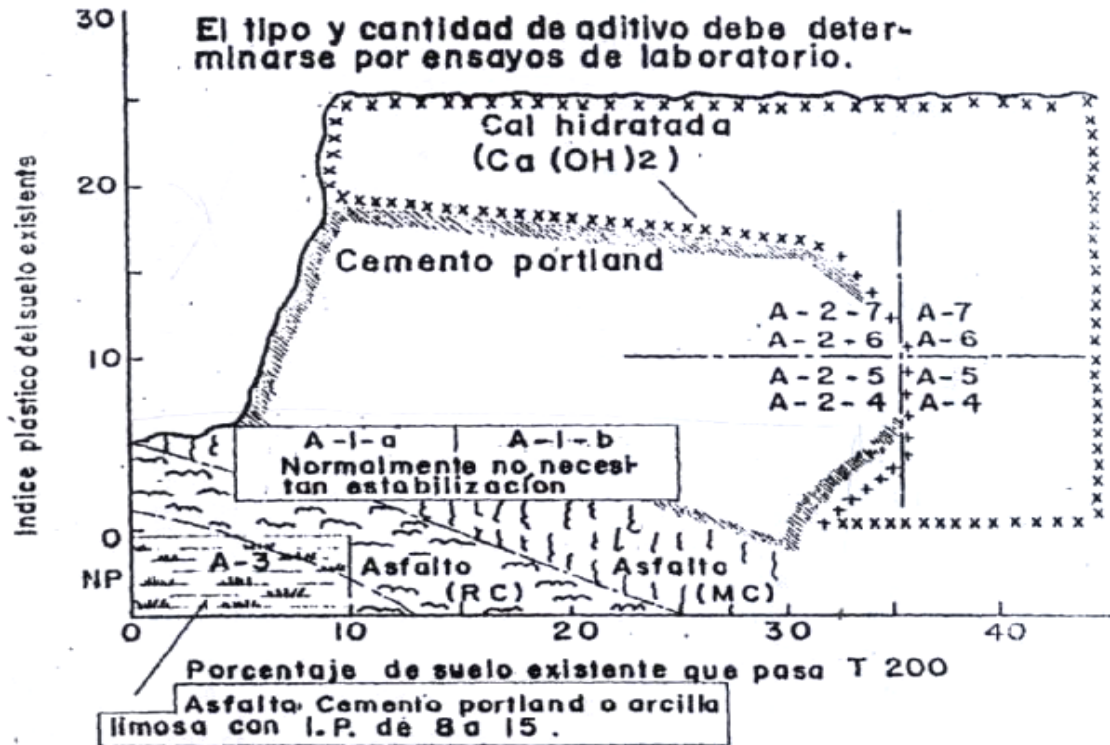 El tipo y cantidad de aditivo debe deter-
minarse por ensayos de laboratorio.
30
20
10
0
NP
Indice plástico del suelo existente
Cal hidratada
(Ca (OH)2)
Cemento portland
A-2-7 A-7
A-2-6 A-6
A-2-5 A-5
A-2-4 A-4
A-1-a A-1-b
Normalmente no necesi-
tan estabilización
A-3
Asfalto
(RC)
Asfalto
(MC)
0 10 20 30 40
Porcentaje de suelo existente que pasa T 200
Asfalto, Cemento portland o arcilla
limosa con I.P. de 8 a 15.